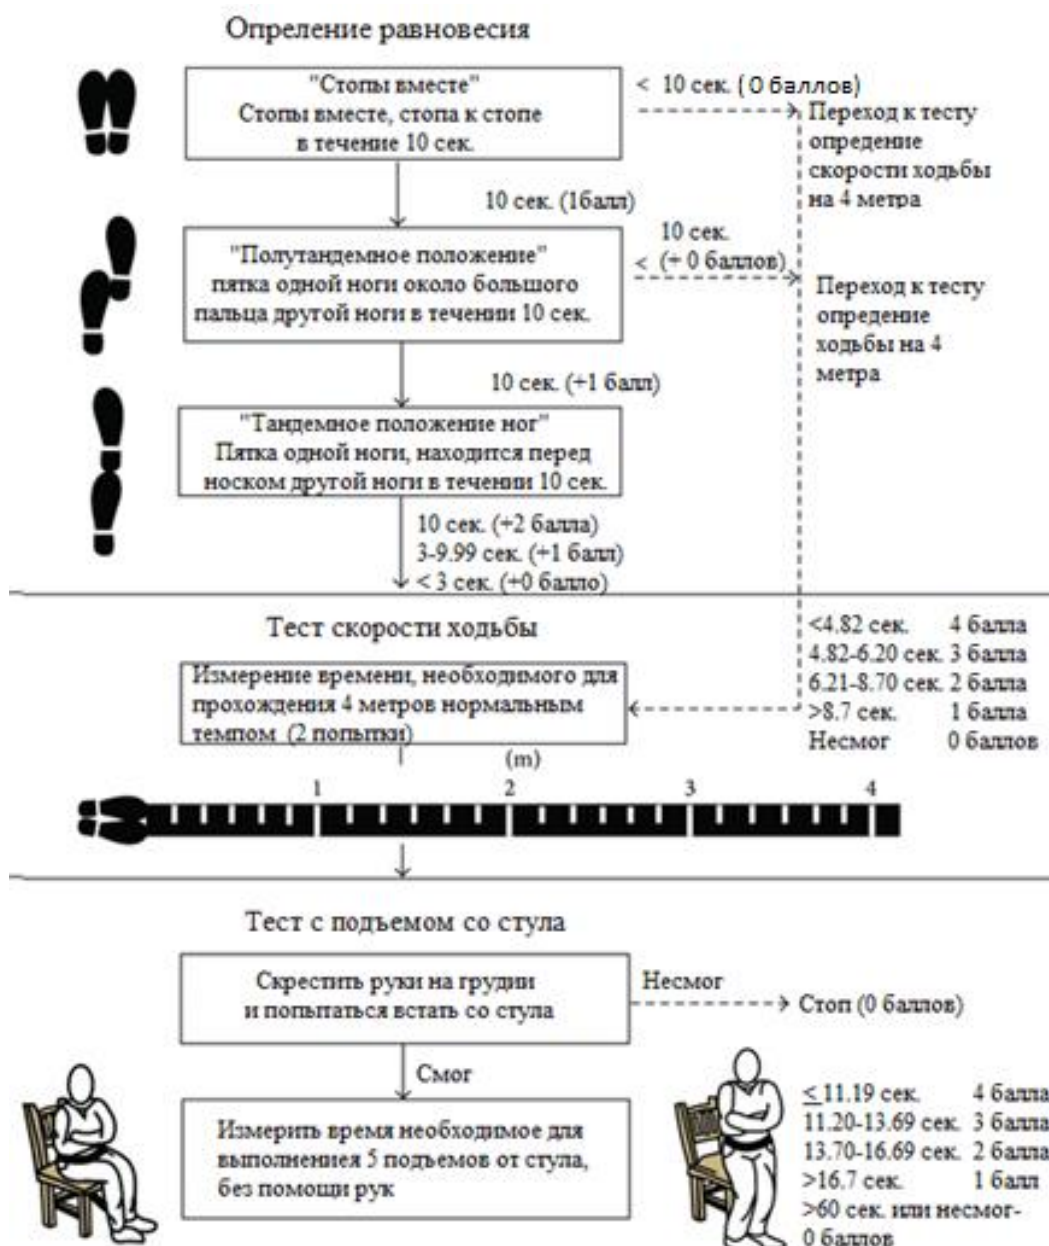 Опреление равновесия
"Стопы вместе"
Стопы вместе, стопа к стопе
в течение 10 сек.
< 10 сек. ( 0 баллов)
Переход к тесту
опредение
скорости ходьбы
на 4 метра
10 сек. (1балл)
"Полутандемное положение"
пятка одной ноги около большого
пальца другой ноги в течении 10 сек.
10 сек.
< (+ 0 баллов)
Переход к тесту
опредение
ходьбы на 4
метра
10 сек. (+1 балл)
"Тандемное положение ног"
Пятка одной ноги, находится перед
носком другой ноги в течении 10 сек.
10 сек. (+2 балла)
3-9.99 сек. (+1 балл)
< 3 сек. (+0 балло)
Тест скорости ходьбы
Измерение времени, необходимого для
прохождения 4 метров нормальным
темпом (2 попытки)
<4.82 сек. 4 балла
4.82-6.20 сек. 3 балла
6.21-8.70 сек. 2 балла
>8.7 сек. 1 балла
Несмог 0 баллов
(m)
1 2 3 4
Тест с подъемом со стула
Скрестить руки на грудии
и попытаться встать со стула
Несмог
Стоп (0 баллов)
Смог
Измерить время необходимое для
выполнениея 5 подъемов от стула,
без помощи рук
≤11.19 сек. 4 балла
11.20-13.69 сек. 3 балла
13.70-16.69 сек. 2 балла
>16.7 сек. 1 балл
>60 сек. или несмог-
0 баллов